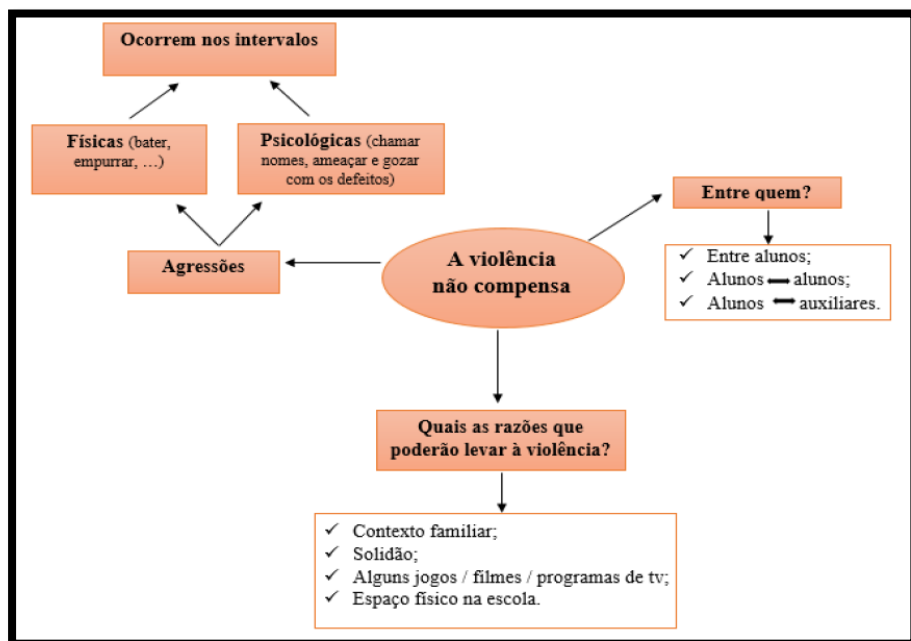 Ocorrem nos intervalos
Físicas (bater,
empurrar, …)
Psicológicas (chamar
nomes, ameaçar e gozar
com os defeitos)
Agressões
A violência
não compensa
Entre quem?
✓ Entre alunos;
✓ Alunos ⟷ alunos;
✓ Alunos ⟷ auxiliares.
Quais as razões que
poderão levar à violência?
✓ Contexto familiar;
✓ Solidão;
✓ Alguns jogos / filmes / programas de tv;
✓ Espaço físico na escola.